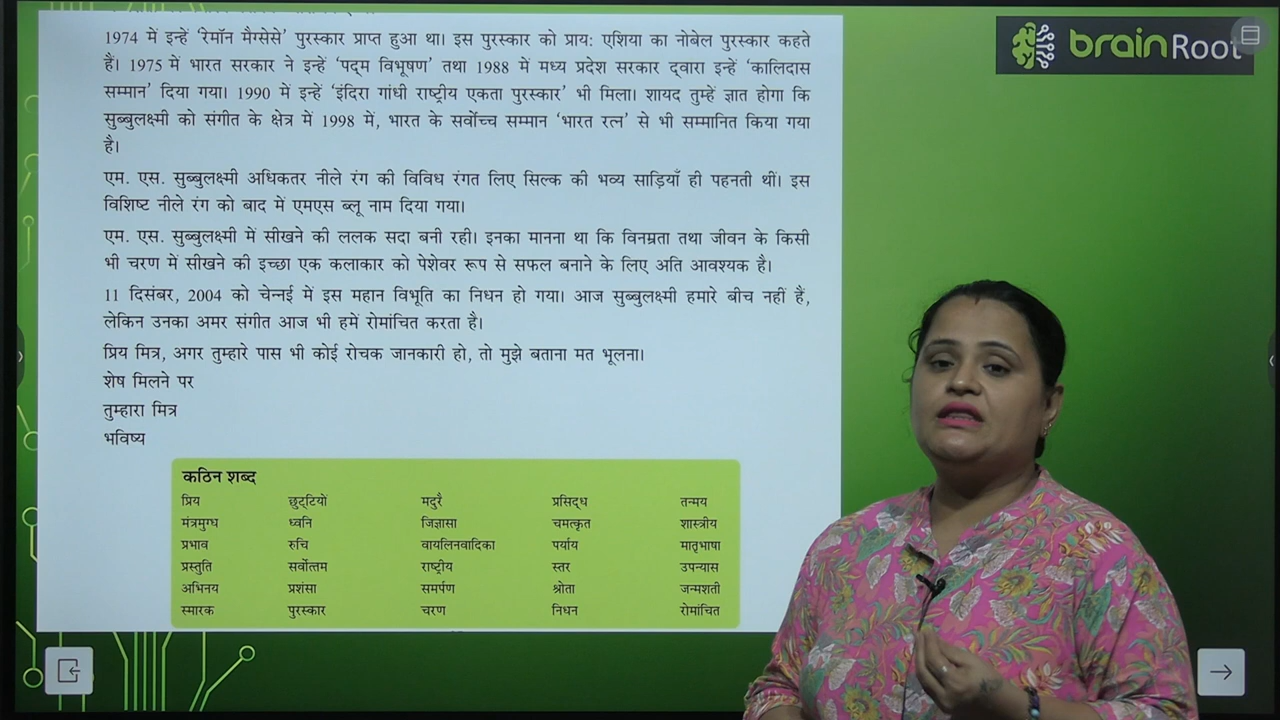 1974 में इन्हें ‘रेमॉन मैग्सेसे’ पुरस्कार प्राप्त हुआ था। इस पुरस्कार को प्राय: एशिया का नोबेल पुरस्कार कहते
हैं। 1975 में भारत सरकार ने इन्हें ‘पद्म विभूषण’ तथा 1988 में मध्य प्रदेश सरकार द्वारा इन्हें ‘कालिदास
सम्मान’ दिया गया। 1990 में इन्हें ‘इंदिरा गांधी राष्ट्रीय एकता पुरस्कार’ भी मिला। शायद तुम्हें ज्ञात होगा कि
सुब्बुलक्ष्मी को संगीत के क्षेत्र में 1998 में, भारत के सर्वोच्च सम्मान ‘भारत रत्न’ से भी सम्मानित किया गया
है।
एम. एस. सुब्बुलक्ष्मी अधिकतर नीले रंग की विविध रंगत लिए सिल्क की भव्य साड़ियाँ ही पहनती थीं। इस
विशिष्ट नीले रंग को बाद में एमएस ब्लू नाम दिया गया।
एम. एस. सुब्बुलक्ष्मी में सीखने की ललक सदा बनी रही। इनका मानना था कि विनम्रता तथा जीवन के किसी
भी चरण में सीखने की इच्छा एक कलाकार को पेशेवर रूप से सफल बनाने के लिए अति आवश्यक है।
11 दिसंबर, 2004 को चेन्नई में इस महान विभूति का निधन हो गया। आज सुब्बुलक्ष्मी हमारे बीच नहीं हैं,
लेकिन उनका अमर संगीत आज भी हमें रोमांचित करता है।
प्रिय मित्र, अगर तुम्हारे पास भी कोई रोचक जानकारी हो, तो मुझे बताना मत भूलना।
शेष मिलने पर
तुम्हारा मित्र
भविष्य
कठिन शब्द
प्रिय छुट्टियों मदुरै प्रसिद्ध तन्मय
मंत्रमुग्ध ध्वनि जिज्ञासा चमत्कृत शास्त्रीय
प्रभाव रुचि वायलिनवादिका पर्याय मातृभाषा
प्रस्तुति सर्वोत्तम राष्ट्रीय स्तर उपन्यास
अभिनय प्रशंसा समर्पण श्रोता जन्मशती
स्मारक पुरस्कार चरण निधन रोमांचित
brain Root